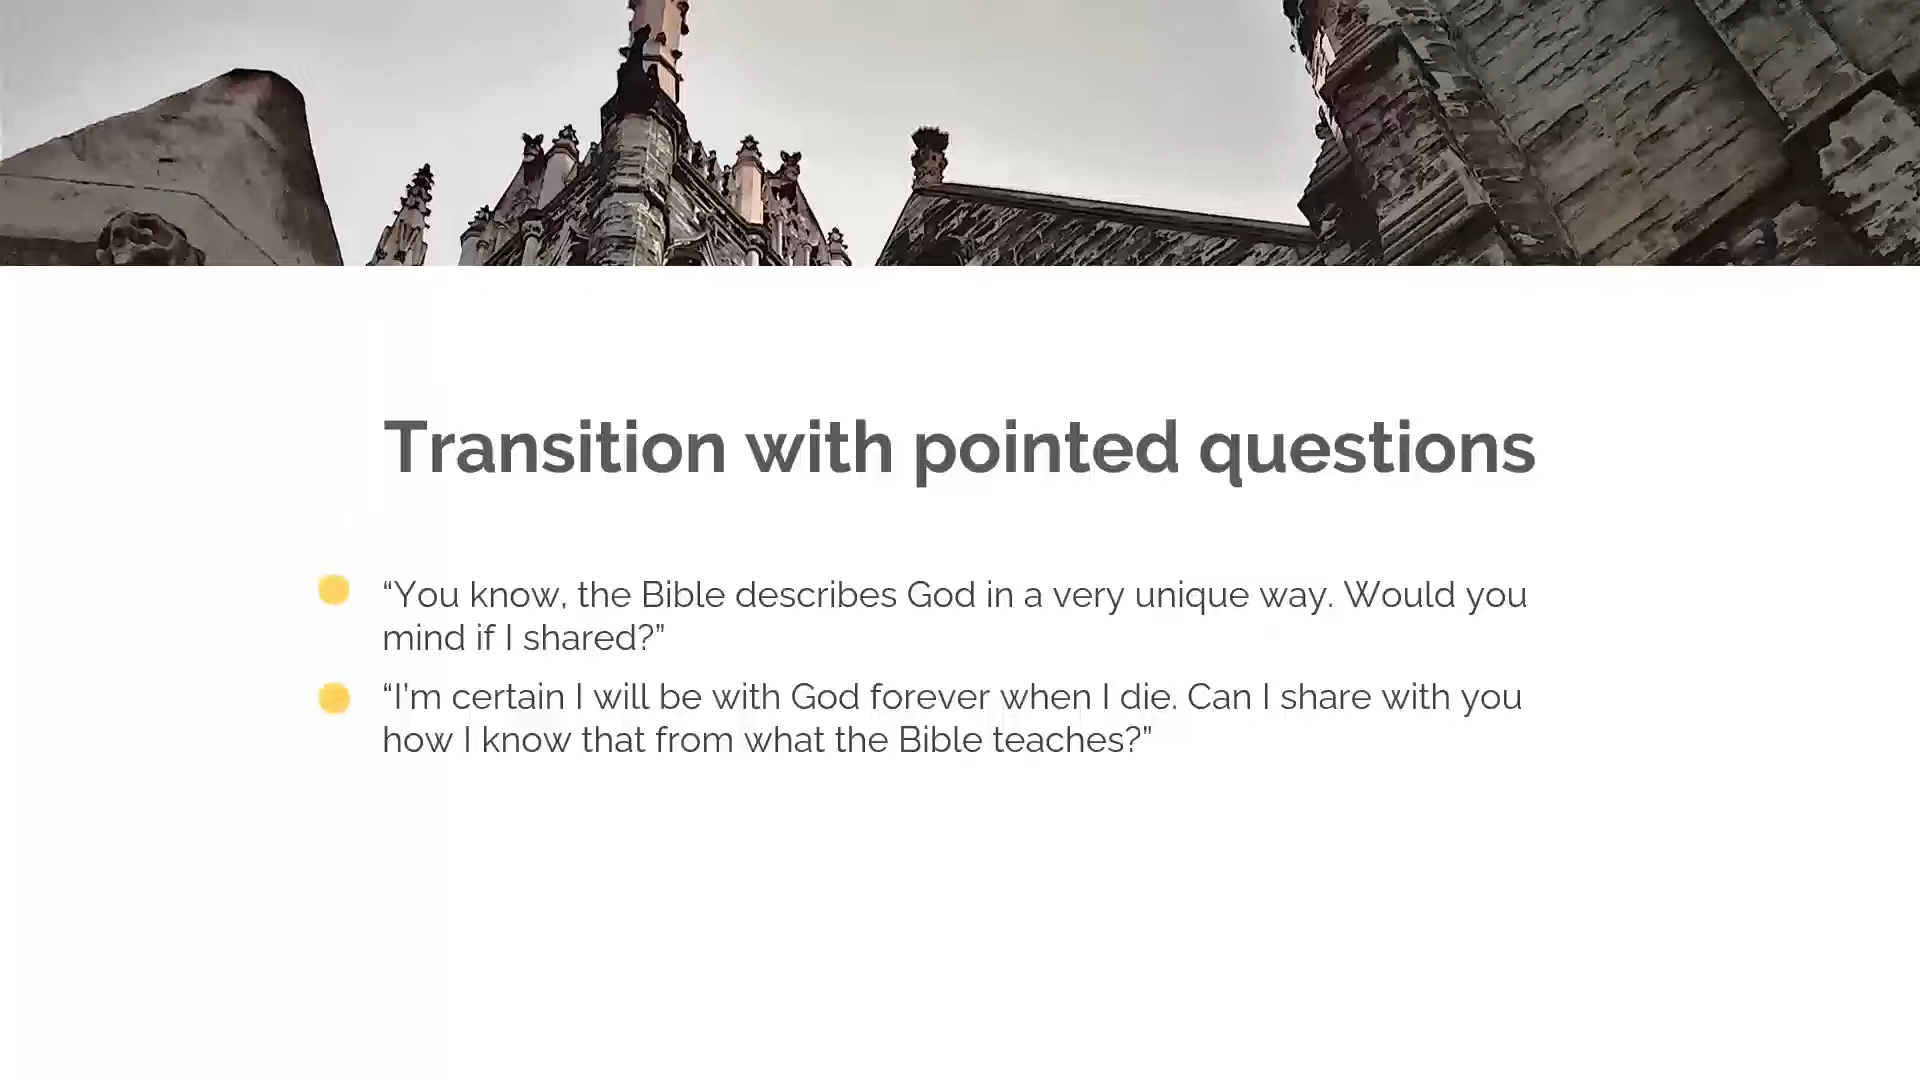 Transition with pointed questions
“You know, the Bible describes God in a very unique way. Would you
mind if I shared?”
“I’m certain I will be with God forever when I die. Can I share with you
how I know that from what the Bible teaches?”